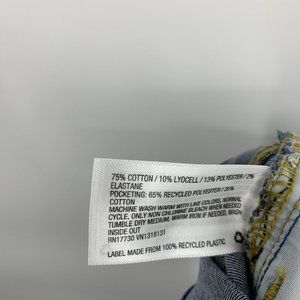 75% COTTON / 10% LYOCELL / 13% POLYESTER / 2%
ELASTANE
POCKETING: 65% RECYCLED POLYESTER / 35%
COTTON
MACHINE WASH WARM WITH LIKE COLORS, NORMAL
CYCLE, ONLY NON CHLORINE BLEACH WHEN NEEDED
TUMBLE DRY MEDIUM, WARM IRON IF NEEDED, WASH
INSIDE OUT
RN17730 VN1318131
LABEL MADE FROM 100% RECYCLED PLASTIC